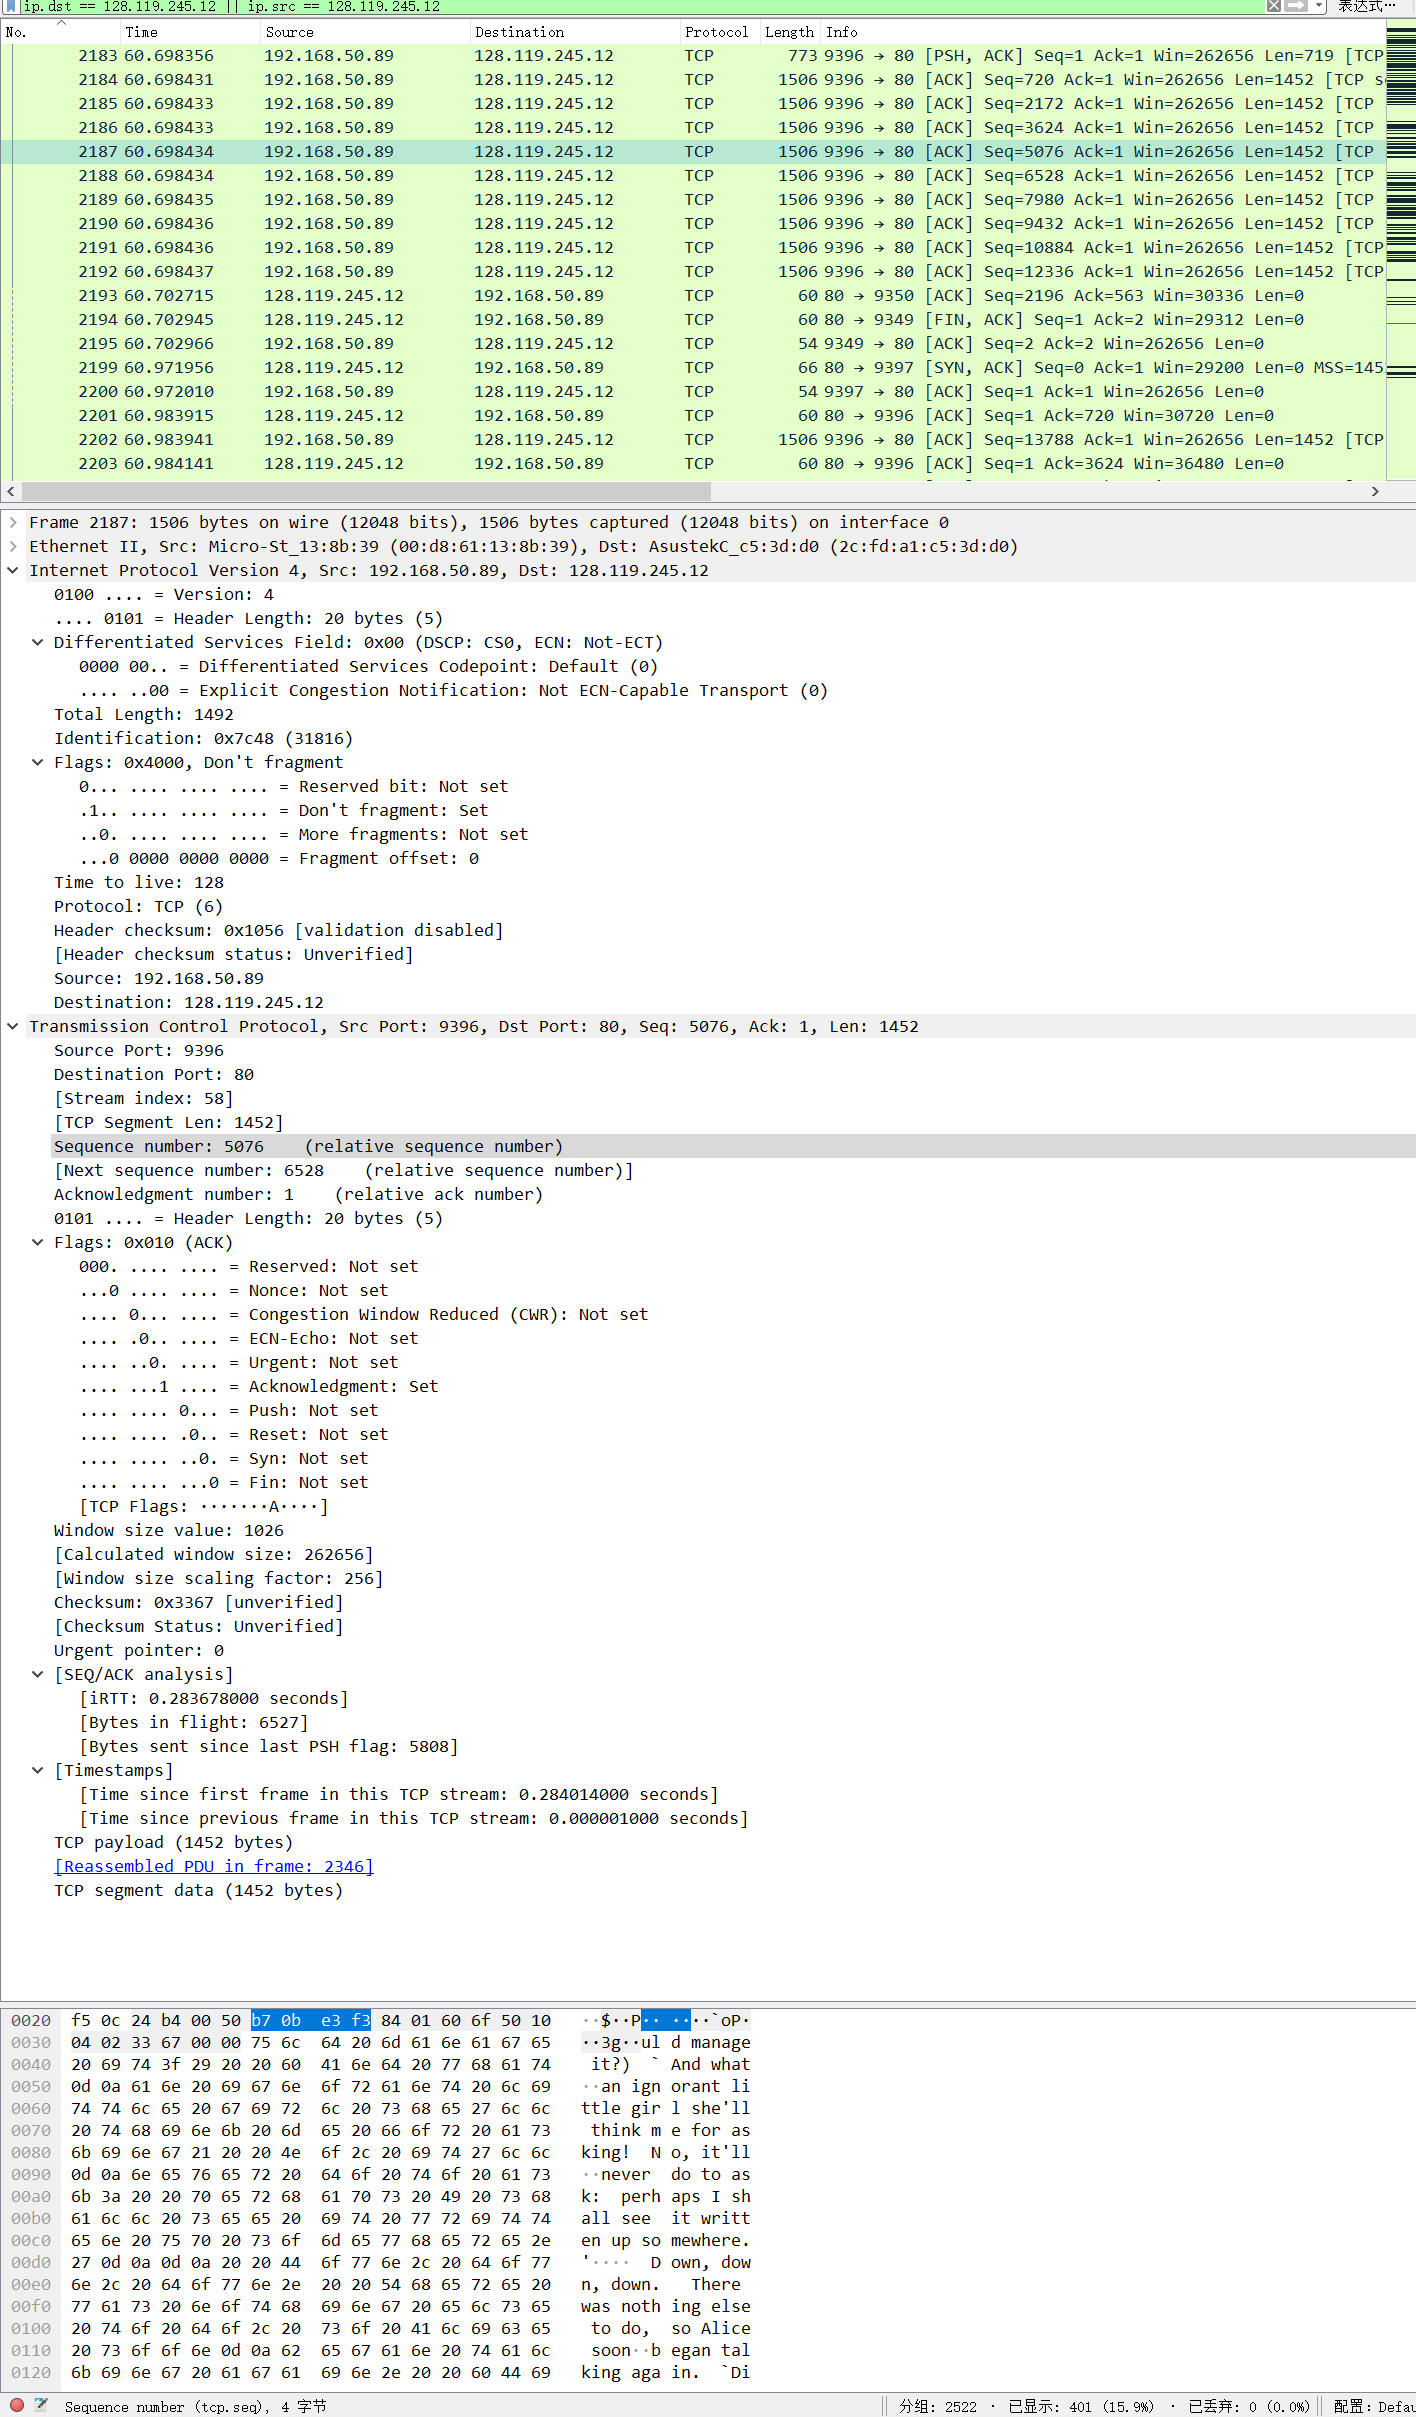 ip.dst == 128.119.245.12 || ip.src == 128.119.245.12 表达式…
No. Time Source Destination Protocol Length Info
2183 60.698356 192.168.50.89 128.119.245.12 TCP 773 9396 → 80 [PSH, ACK] Seq=1 Ack=1 Win=262656 Len=719 [TCP
2184 60.698431 192.168.50.89 128.119.245.12 TCP 1506 9396 → 80 [ACK] Seq=720 Ack=1 Win=262656 Len=1452 [TCP s
2185 60.698433 192.168.50.89 128.119.245.12 TCP 1506 9396 → 80 [ACK] Seq=2172 Ack=1 Win=262656 Len=1452 [TCP
2186 60.698433 192.168.50.89 128.119.245.12 TCP 1506 9396 → 80 [ACK] Seq=3624 Ack=1 Win=262656 Len=1452 [TCP
2187 60.698434 192.168.50.89 128.119.245.12 TCP 1506 9396 → 80 [ACK] Seq=5076 Ack=1 Win=262656 Len=1452 [TCP
2188 60.698434 192.168.50.89 128.119.245.12 TCP 1506 9396 → 80 [ACK] Seq=6528 Ack=1 Win=262656 Len=1452 [TCP
2189 60.698435 192.168.50.89 128.119.245.12 TCP 1506 9396 → 80 [ACK] Seq=7980 Ack=1 Win=262656 Len=1452 [TCP
2190 60.698436 192.168.50.89 128.119.245.12 TCP 1506 9396 → 80 [ACK] Seq=9432 Ack=1 Win=262656 Len=1452 [TCP
2191 60.698436 192.168.50.89 128.119.245.12 TCP 1506 9396 → 80 [ACK] Seq=10884 Ack=1 Win=262656 Len=1452 [TCP
2192 60.698437 192.168.50.89 128.119.245.12 TCP 1506 9396 → 80 [ACK] Seq=12336 Ack=1 Win=262656 Len=1452 [TCP
2193 60.702715 128.119.245.12 192.168.50.89 TCP 60 80 → 9350 [ACK] Seq=2196 Ack=563 Win=30336 Len=0
2194 60.702945 128.119.245.12 192.168.50.89 TCP 60 80 → 9349 [FIN, ACK] Seq=1 Ack=2 Win=29312 Len=0
2195 60.702966 192.168.50.89 128.119.245.12 TCP 54 9349 → 80 [ACK] Seq=2 Ack=2 Win=262656 Len=0
2199 60.971956 128.119.245.12 192.168.50.89 TCP 66 80 → 9397 [SYN, ACK] Seq=0 Ack=1 Win=29200 Len=0 MSS=145
2200 60.972010 192.168.50.89 128.119.245.12 TCP 54 9397 → 80 [ACK] Seq=1 Ack=1 Win=262656 Len=0
2201 60.983915 128.119.245.12 192.168.50.89 TCP 60 80 → 9396 [ACK] Seq=1 Ack=720 Win=30720 Len=0
2202 60.983941 192.168.50.89 128.119.245.12 TCP 1506 9396 → 80 [ACK] Seq=13788 Ack=1 Win=262656 Len=1452 [TCP
2203 60.984141 128.119.245.12 192.168.50.89 TCP 60 80 → 9396 [ACK] Seq=1 Ack=3624 Win=36480 Len=0
Frame 2187: 1506 bytes on wire (12048 bits), 1506 bytes captured (12048 bits) on interface 0
Ethernet II, Src: Micro-St_13:8b:39 (00:d8:61:13:8b:39), Dst: AsustekC_c5:3d:d0 (2c:fd:a1:c5:3d:d0)
Internet Protocol Version 4, Src: 192.168.50.89, Dst: 128.119.245.12
0100 .... = Version: 4
.... 0101 = Header Length: 20 bytes (5)
Differentiated Services Field: 0x00 (DSCP: CS0, ECN: Not-ECT)
0000 00.. = Differentiated Services Codepoint: Default (0)
.... ..00 = Explicit Congestion Notification: Not ECN-Capable Transport (0)
Total Length: 1492
Identification: 0x7c48 (31816)
Flags: 0x4000, Don't fragment
0... .... .... .... = Reserved bit: Not set
.1.. .... .... .... = Don't fragment: Set
..0. .... .... .... = More fragments: Not set
...0 0000 0000 0000 = Fragment offset: 0
Time to live: 128
Protocol: TCP (6)
Header checksum: 0x1056 [validation disabled]
[Header checksum status: Unverified]
Source: 192.168.50.89
Destination: 128.119.245.12
Transmission Control Protocol, Src Port: 9396, Dst Port: 80, Seq: 5076, Ack: 1, Len: 1452
Source Port: 9396
Destination Port: 80
[Stream index: 58]
[TCP Segment Len: 1452]
Sequence number: 5076 (relative sequence number)
[Next sequence number: 6528 (relative sequence number)]
Acknowledgment number: 1 (relative ack number)
0101 .... = Header Length: 20 bytes (5)
Flags: 0x010 (ACK)
000. .... .... = Reserved: Not set
...0 .... .... = Nonce: Not set
.... 0... .... = Congestion Window Reduced (CWR): Not set
.... .0.. .... = ECN-Echo: Not set
.... ..0. .... = Urgent: Not set
.... ...1 .... = Acknowledgment: Set
.... .... 0... = Push: Not set
.... .... .0.. = Reset: Not set
.... .... ..0. = Syn: Not set
.... .... ...0 = Fin: Not set
[TCP Flags: ·······A····]
Window size value: 1026
[Calculated window size: 262656]
[Window size scaling factor: 256]
Checksum: 0x3367 [unverified]
[Checksum Status: Unverified]
Urgent pointer: 0
[SEQ/ACK analysis]
[iRTT: 0.283678000 seconds]
[Bytes in flight: 6527]
[Bytes sent since last PSH flag: 5808]
[Timestamps]
[Time since first frame in this TCP stream: 0.284014000 seconds]
[Time since previous frame in this TCP stream: 0.000001000 seconds]
TCP payload (1452 bytes)
[Reassembled PDU in frame: 2346]
TCP segment data (1452 bytes)
0020 f5 0c 24 b4 00 50 b7 0b e3 f3 84 01 60 6f 50 10 ··$··P·· ····`oP·
0030 04 02 33 67 00 00 75 6c 64 20 6d 61 6e 61 67 65 ··3g··ul d manage
0040 20 69 74 3f 29 20 20 60 41 6e 64 20 77 68 61 74 it?) ` And what
0050 0d 0a 61 6e 20 69 67 6e 6f 72 61 6e 74 20 6c 69 ··an ign orant li
0060 74 74 6c 65 20 67 69 72 6c 20 73 68 65 27 6c 6c ttle gir l she'll
0070 20 74 68 69 6e 6b 20 6d 65 20 66 6f 72 20 61 73 think m e for as
0080 6b 69 6e 67 21 20 20 4e 6f 2c 20 69 74 27 6c 6c king! N o, it'll
0090 0d 0a 6e 65 76 65 72 20 64 6f 20 74 6f 20 61 73 ··never do to as
00a0 6b 3a 20 20 70 65 72 68 61 70 73 20 49 20 73 68 k: perh aps I sh
00b0 61 6c 6c 20 73 65 65 20 69 74 20 77 72 69 74 74 all see it writt
00c0 65 6e 20 75 70 20 73 6f 6d 65 77 68 65 72 65 2e en up so mewhere.
00d0 27 0d 0a 0d 0a 20 20 44 6f 77 6e 2c 20 64 6f 77 '···· D own, dow
00e0 6e 2c 20 64 6f 77 6e 2e 20 20 54 68 65 72 65 20 n, down. There
00f0 77 61 73 20 6e 6f 74 68 69 6e 67 20 65 6c 73 65 was noth ing else
0100 20 74 6f 20 64 6f 2c 20 73 6f 20 41 6c 69 63 65 to do, so Alice
0110 20 73 6f 6f 6e 0d 0a 62 65 67 61 6e 20 74 61 6c soon··b egan tal
0120 6b 69 6e 67 20 61 67 61 69 6e 2e 20 20 60 44 69 king aga in. `Di
Sequence number (tcp.seq), 4 字节 分组: 2522 · 已显示: 401 (15.9%) · 已丢弃: 0 (0.0%) 配置: Defau